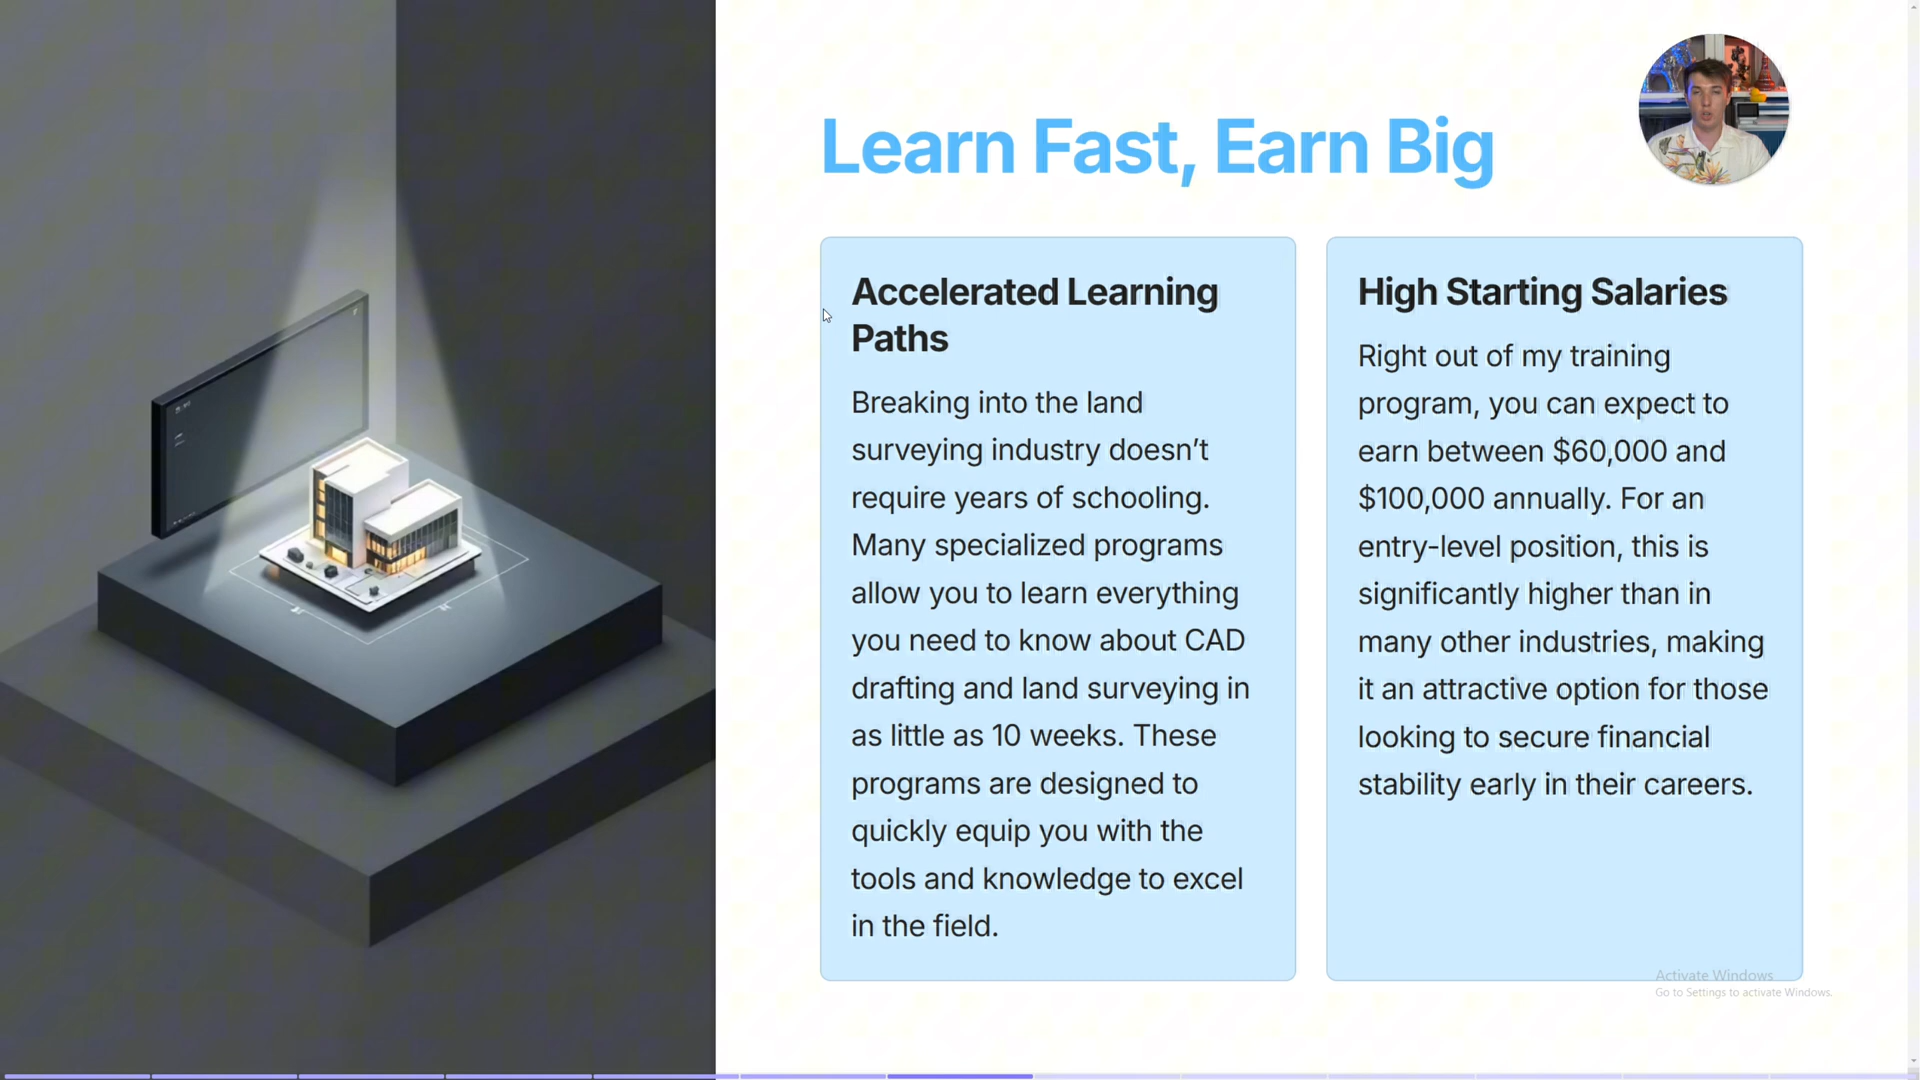 Learn Fast, Earn Big
Accelerated Learning
Paths
Breaking into the land
surveying industry doesn’t
require years of schooling.
Many specialized programs
allow you to learn everything
you need to know about CAD
drafting and land surveying in
as little as 10 weeks. These
programs are designed to
quickly equip you with the
tools and knowledge to excel
in the field.
High Starting Salaries
Right out of my training
program, you can expect to
earn between $60,000 and
$100,000 annually. For an
entry-level position, this is
significantly higher than in
many other industries, making
it an attractive option for those
looking to secure financial
stability early in their careers.
Activate Windows
Go to Settings to activate Windows.